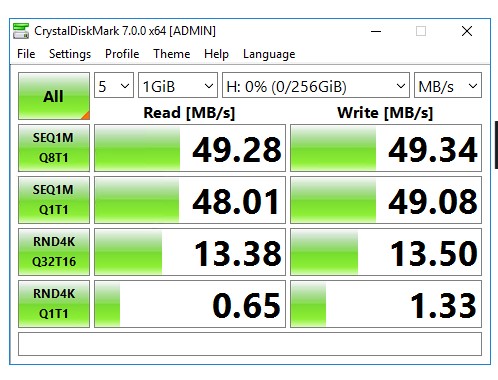 CrystalDiskMark 7.0.0 x64 [ADMIN]
File Settings Profile Theme Help Language
All 5 1GiB H: 0% (0/256GiB) MB/s
Read [MB/s] Write [MB/s]
SEQ1M
Q8T1 49.28 49.34
SEQ1M
Q1T1 48.01 49.08
RND4K
Q32T16 13.38 13.50
RND4K
Q1T1 0.65 1.33